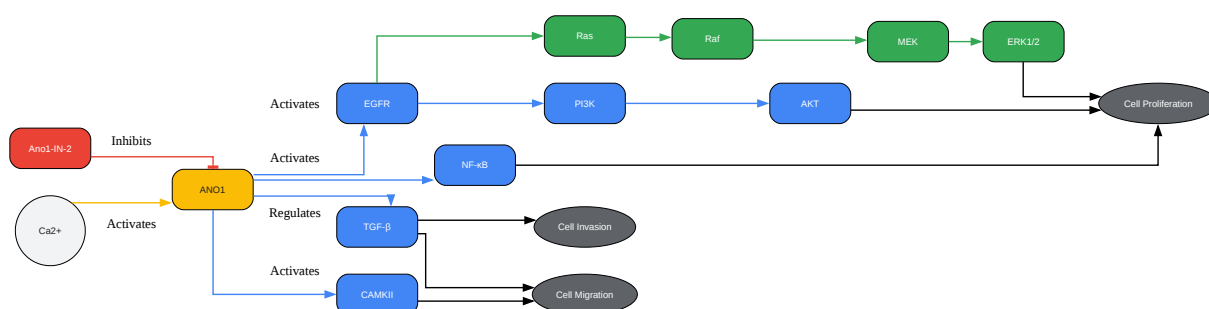 Ras
Raf
MEK
ERK1/2
Activates
EGFR
PI3K
AKT
Cell Proliferation
Ano1-IN-2
Inhibits
Activates
NF-κB
ANO1
Ca2+
Activates
Regulates
TGF-β
Cell Invasion
Activates
CAMKII
Cell Migration